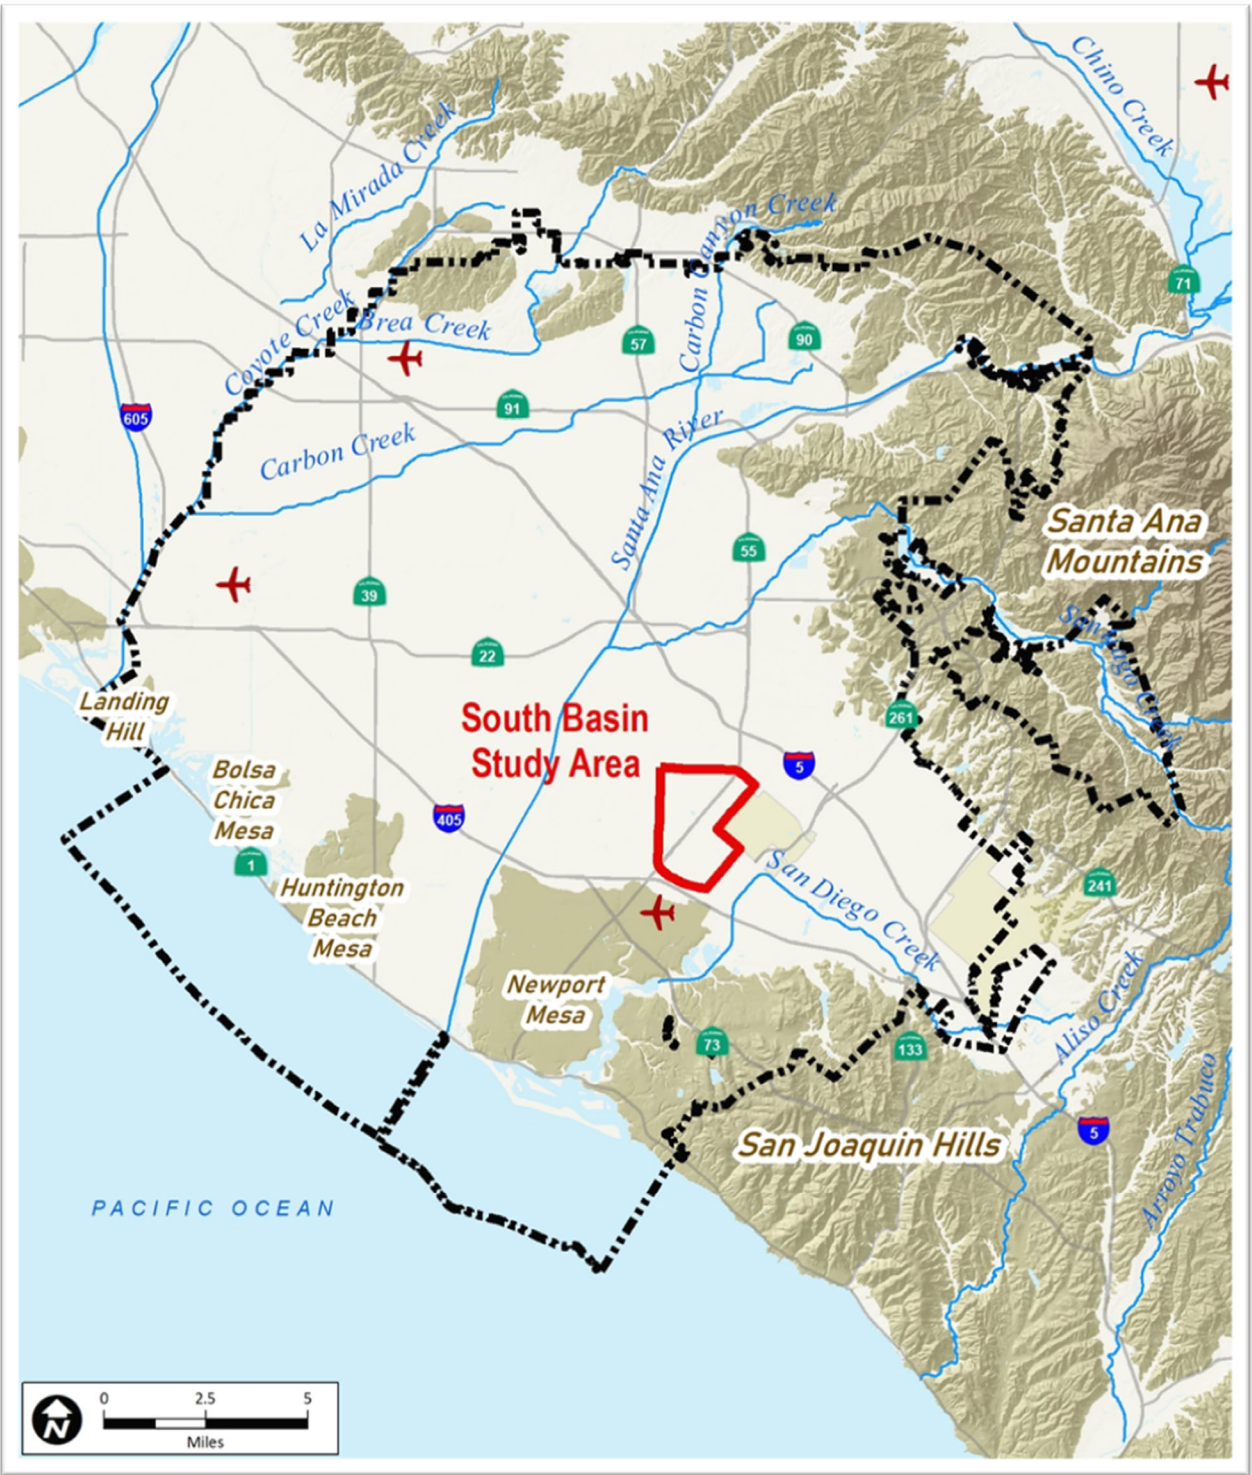 Chino Creek
La Mirada Creek
Carbon Canyon Creek
71
Coyote Creek
Brea Creek
57
90
Carbon Creek
91
605
Santa Ana River
Santa Ana
Mountains
55
39
Santiago Creek
22
Landing
Hill
261
South Basin
Study Area
5
Bolsa
Chica
Mesa
405
1
San Diego Creek
241
Huntington
Beach
Mesa
Newport
Mesa
Aliso Creek
73
133
5
San Joaquin Hills
Arroyo Trabuco
PACIFIC OCEAN
N
0 2.5 5
Miles